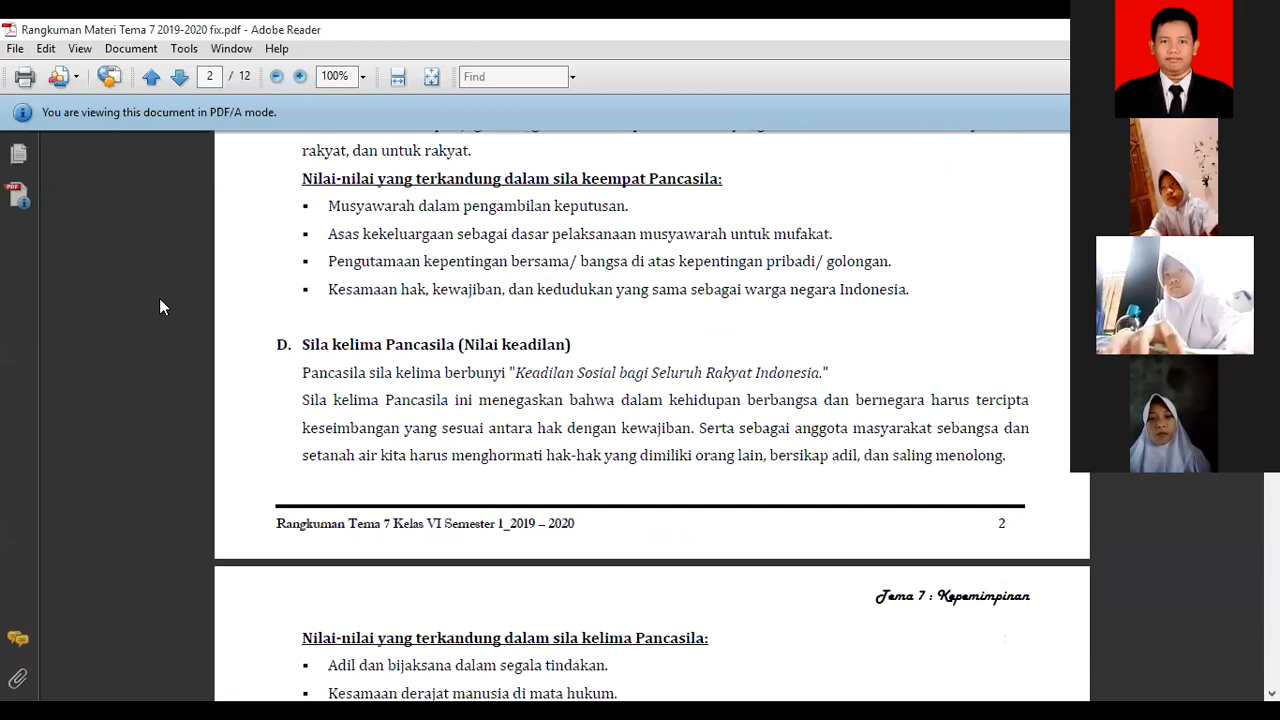 Rangkuman Materi Tema 7 2019-2020 fix.pdf - Adobe Reader
File Edit View Document Tools Window Help
2 / 12 100% Find
You are viewing this document in PDF/A mode.
rakyat, dan untuk rakyat.
Nilai-nilai yang terkandung dalam sila keempat Pancasila:
▪ Musyawarah dalam pengambilan keputusan.
▪ Asas kekeluargaan sebagai dasar pelaksanaan musyawarah untuk mufakat.
▪ Pengutamaan kepentingan bersama/ bangsa di atas kepentingan pribadi/ golongan.
▪ Kesamaan hak, kewajiban, dan kedudukan yang sama sebagai warga negara Indonesia.
D. Sila kelima Pancasila (Nilai keadilan)
Pancasila sila kelima berbunyi "Keadilan Sosial bagi Seluruh Rakyat Indonesia."
Sila kelima Pancasila ini menegaskan bahwa dalam kehidupan berbangsa dan bernegara harus tercipta
keseimbangan yang sesuai antara hak dengan kewajiban. Serta sebagai anggota masyarakat sebangsa dan
setanah air kita harus menghormati hak-hak yang dimiliki orang lain, bersikap adil, dan saling menolong.
Rangkuman Tema 7 Kelas VI Semester 1_2019 – 2020 2
Tema 7 : Kepemimpinan
Nilai-nilai yang terkandung dalam sila kelima Pancasila:
▪ Adil dan bijaksana dalam segala tindakan.
▪ Kesamaan derajat manusia di mata hukum.